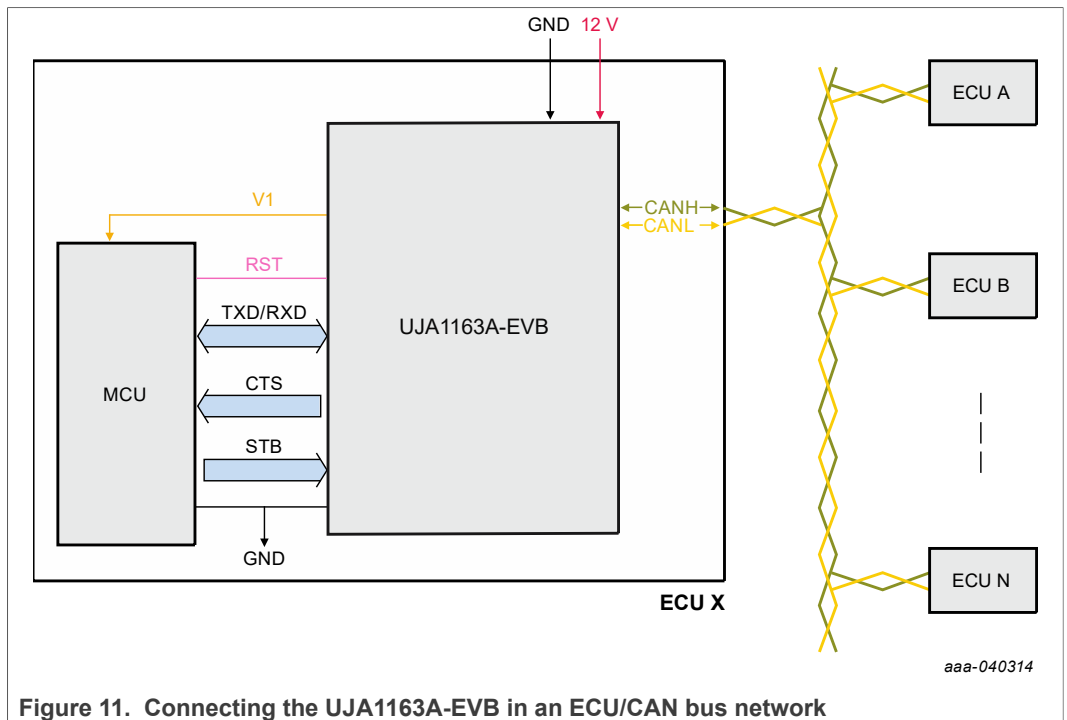 GND 12 V
ECU A
V1
CANH
CANL
RST
ECU B
TXD/RXD
UJA1163A-EVB
MCU
CTS
STB
GND
ECU N
ECU X
aaa-040314
Figure 11. Connecting the UJA1163A-EVB in an ECU/CAN bus network